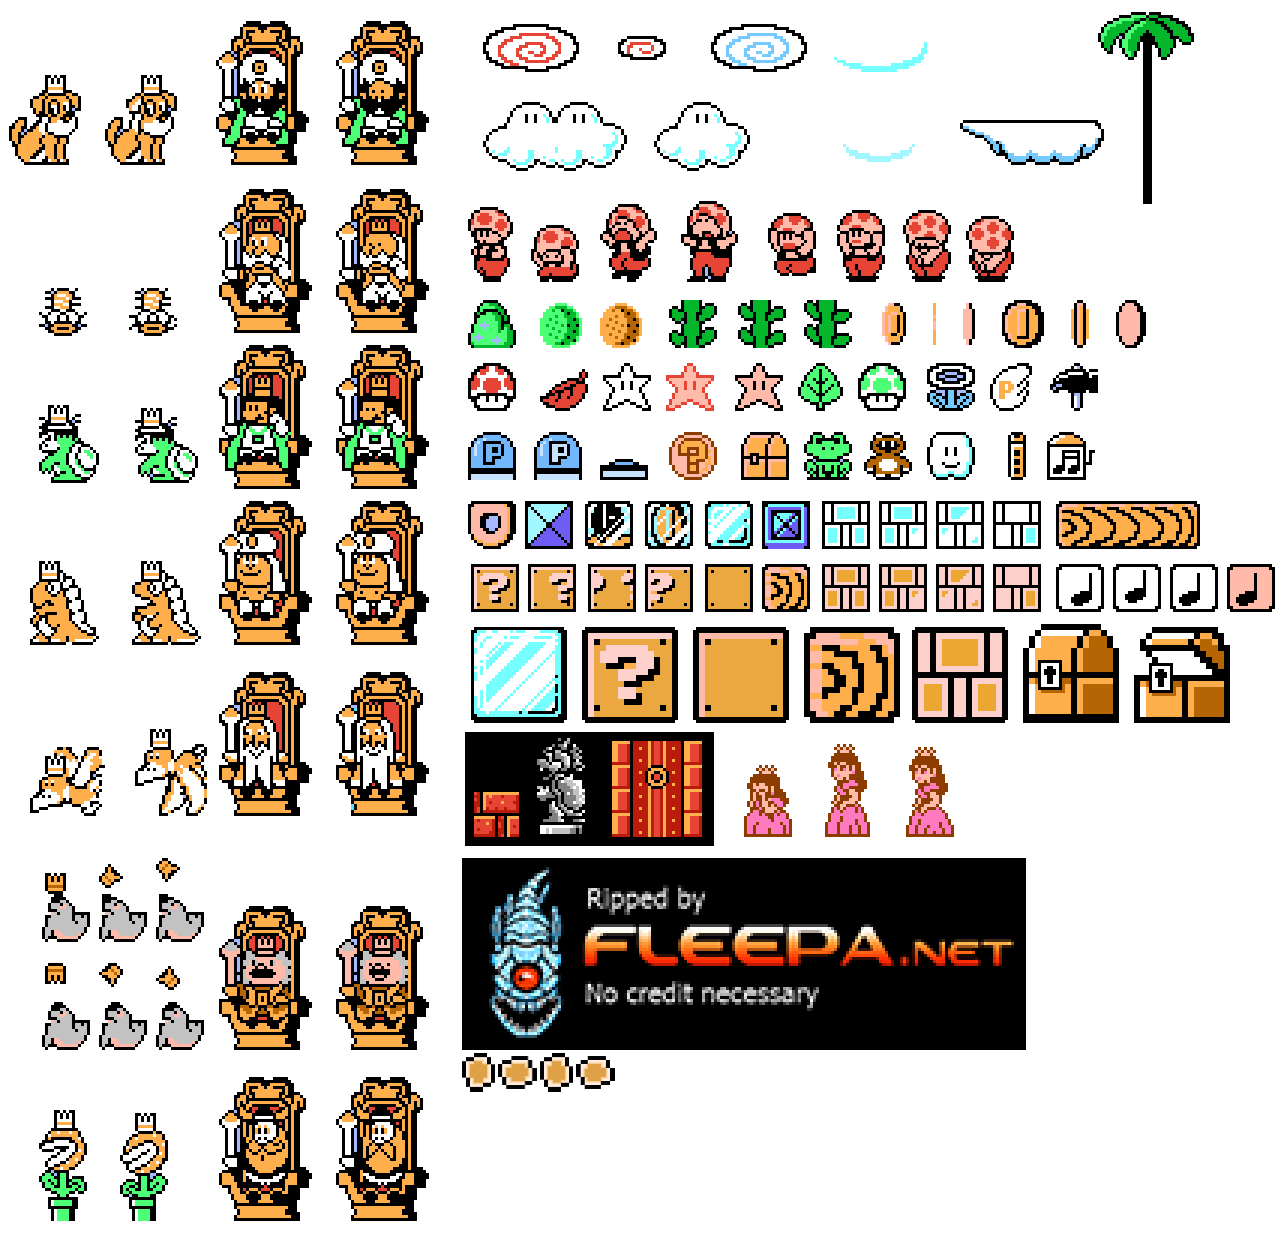 P
P P
?
? ? ? ?
?
Ripped by
FLEEPA.NET
No credit necessary